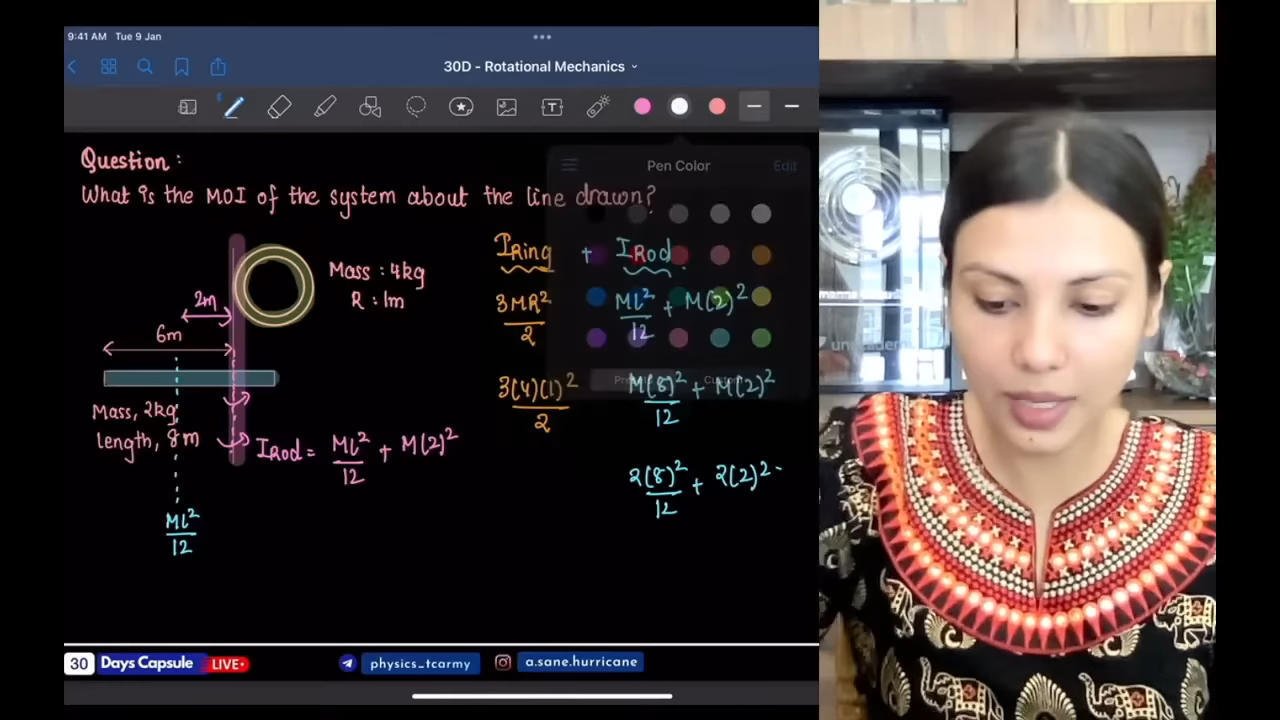 9:41 AM Tue 9 Jan
30D - Rotational Mechanics
Pen Color
Edit
Question:
What is the MOI of the system about the line drawn?
Mass : 4kg
R : 1m
2m
6m
Mass, 2kg,
length, 8m
Ml²/12
IRod = Ml²/12 + M(2)²
IRing + IRod
3MR²/2
Ml²/12 + M(2)²
3(4)(1)²/2
M(8)²/12 + M(2)²
2(8)²/12 + 2(2)²
30 Days Capsule LIVE
physics_tcarmy
a.sane.hurricane